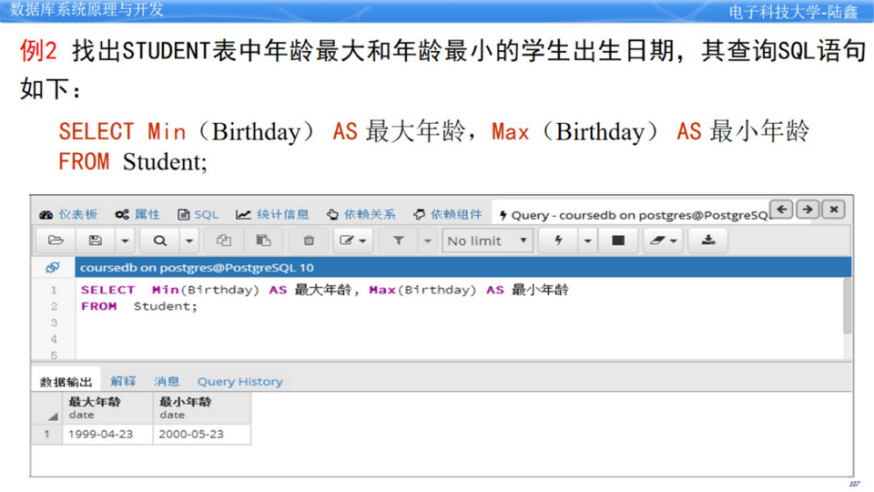 数据库系统原理与开发
电子科技大学-陆鑫
例2 找出STUDENT表中年龄最大和年龄最小的学生出生日期，其查询SQL语句
如下：
SELECT Min（Birthday） AS 最大年龄，Max（Birthday） AS 最小年龄
FROM Student;
仪表板 属性 SQL 统计信息 依赖关系 依赖组件 Query - coursedb on postgres@PostgreSQL
No limit
coursedb on postgres@PostgreSQL 10
1 SELECT Min(Birthday) AS 最大年龄, Max(Birthday) AS 最小年龄
2 FROM Student;
3
4
5
数据输出 解释 消息 Query History
最大年龄 最小年龄
date date
1 1999-04-23 2000-05-23
107